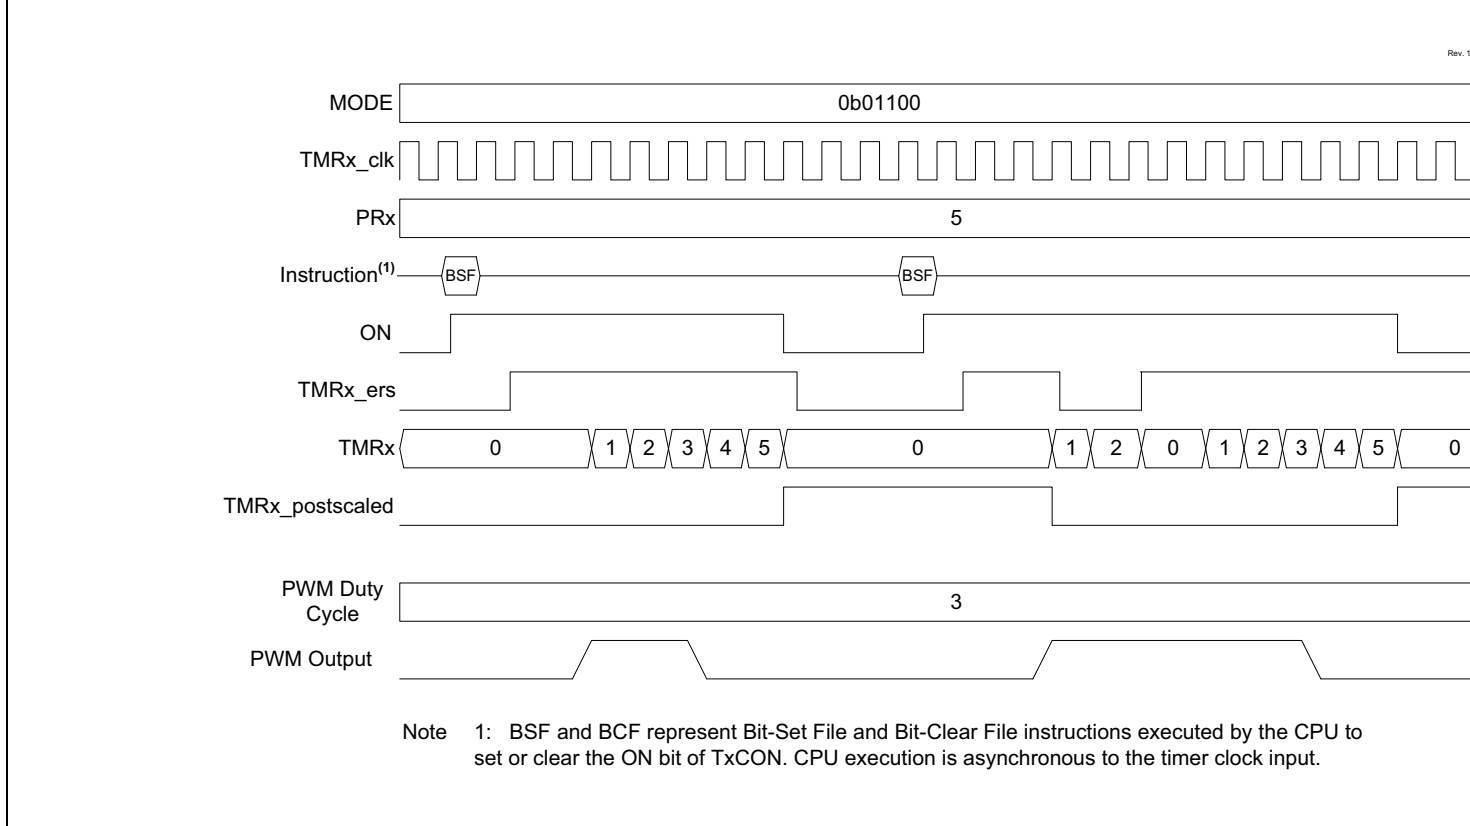 Rev. 1
MODE 0b01100
TMRx_clk
PRx 5
Instruction(1) BSF BSF
ON
TMRx_ers
TMRx 0 1 2 3 4 5 0 1 2 0 1 2 3 4 5 0
TMRx_postscaled
PWM Duty
Cycle 3
PWM Output
Note 1: BSF and BCF represent Bit-Set File and Bit-Clear File instructions executed by the CPU to
set or clear the ON bit of TxCON. CPU execution is asynchronous to the timer clock input.